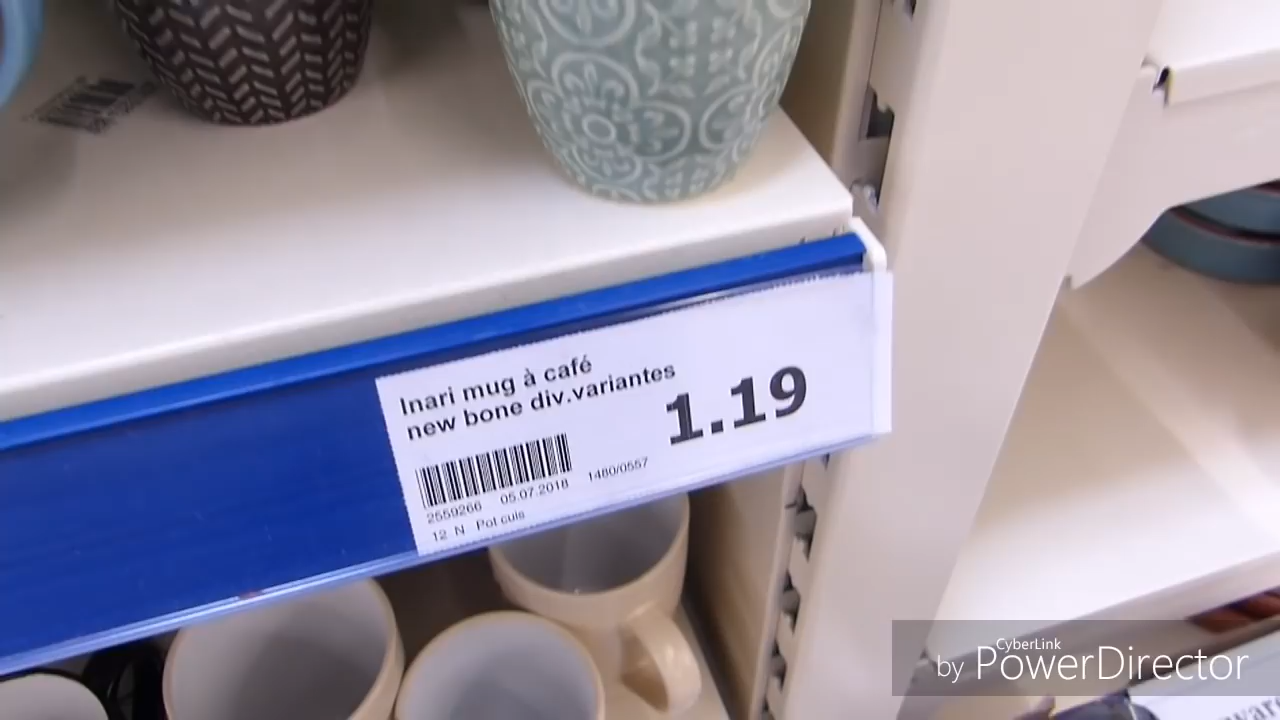 Inari mug à café
new bone div.variantes
1.19
2559266 05.07.2018 1480/0557
12 N Pot cuis
CyberLink
by PowerDirector